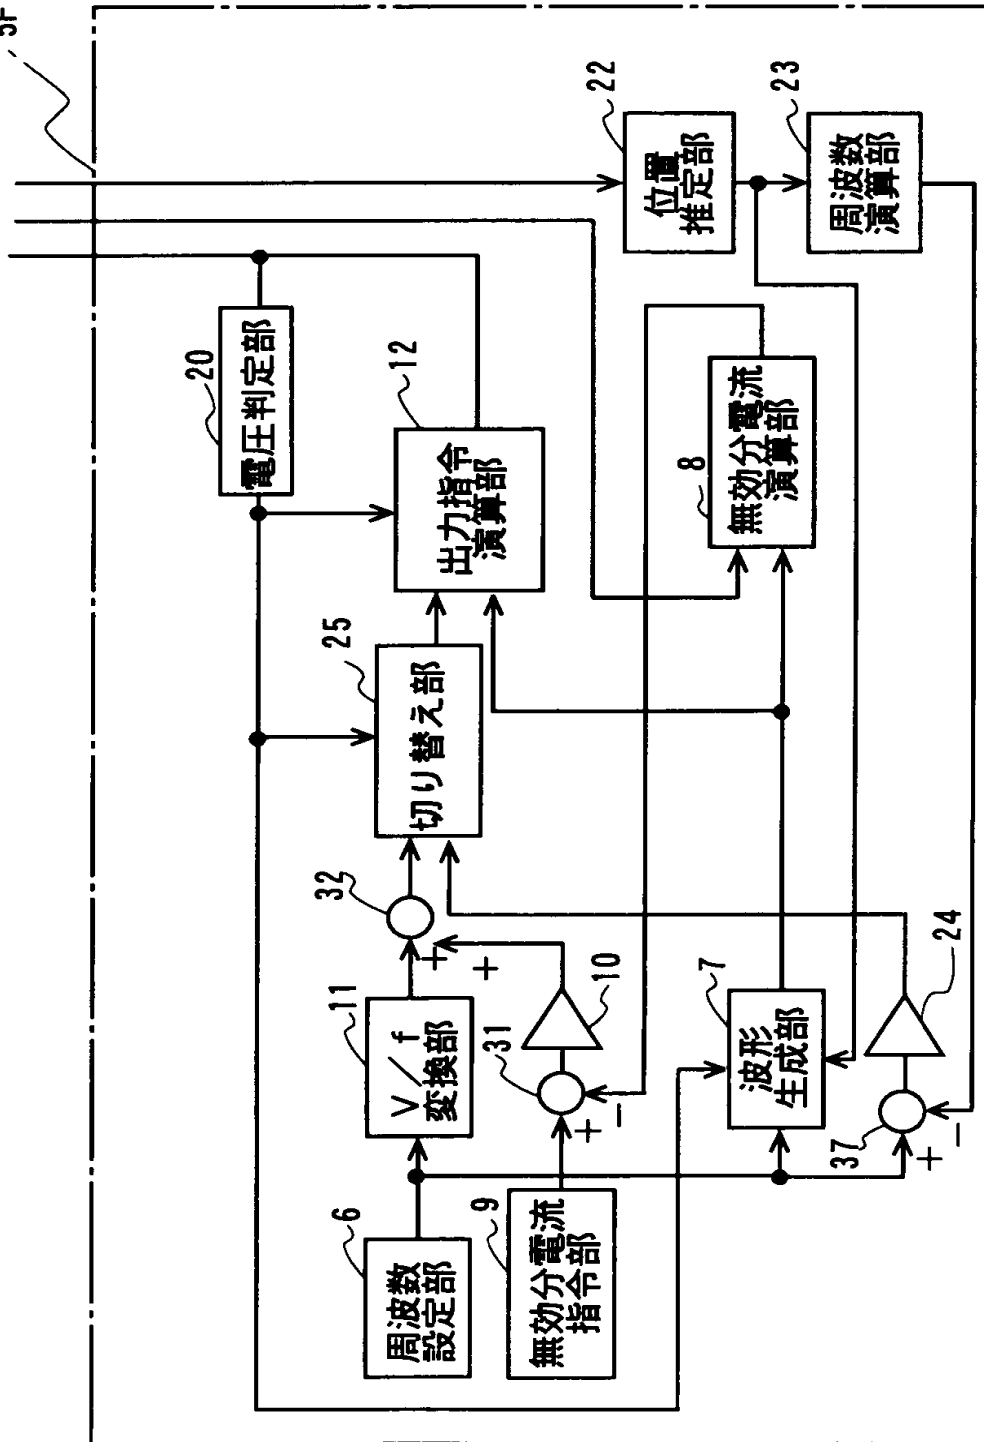 5F
22
位置
推定部
23
周波数
演算部
20
電圧判定部
12
出力指令
演算部
8
無効分電流
演算部
25
切り替え部
32
+
+
11
V/f
変換部
10
31
+
-
7
波形
生成部
24
37
+
-
6
周波数
設定部
9
無効分電流
指令部